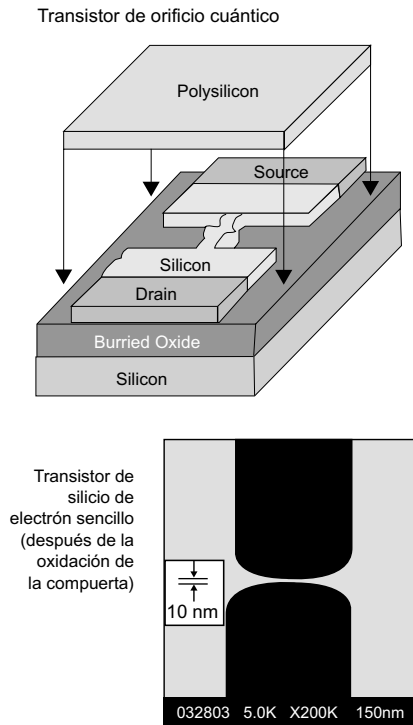 Transistor de orificio cuántico
Polysilicon
Source
Silicon
Drain
Burried Oxide
Silicon
Transistor de
silicio de
electrón sencillo
(después de la
oxidación de
la compuerta)
10 nm
032803 5.0K X200K 150nm